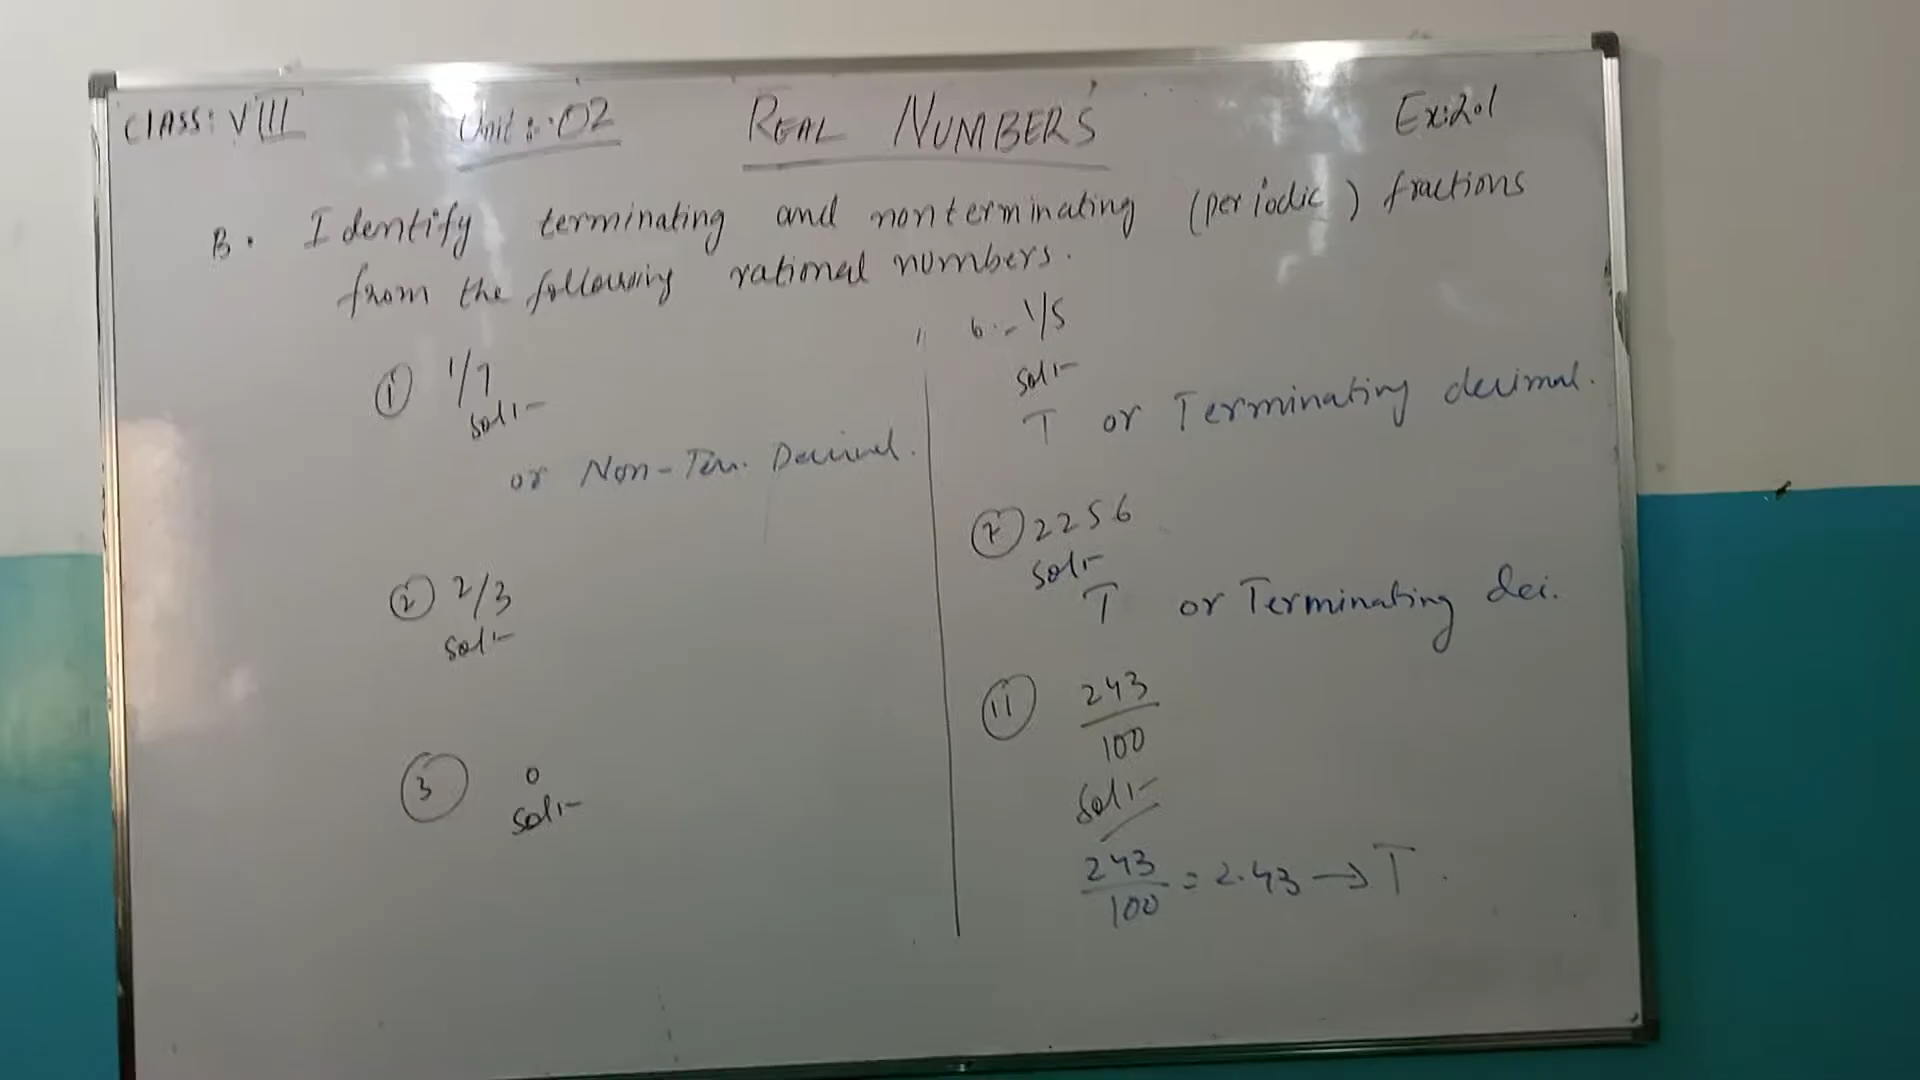 CLASS: VIII Unit: 02 REAL NUMBERS Ex:2.1
B. Identify terminating and nonterminating (periodic) fractions
from the following rational numbers.
① 1/7
Sol:-
or Non-Ter. Decimal.
② 2/3
Sol:-
③ 0
Sol:-
6. - 1/5
Sol:-
T or Terminating decimal.
⑦ 2256
Sol:-
T or Terminating dei.
⑪ 243/100
Sol:-
243/100 = 2.43 → T.